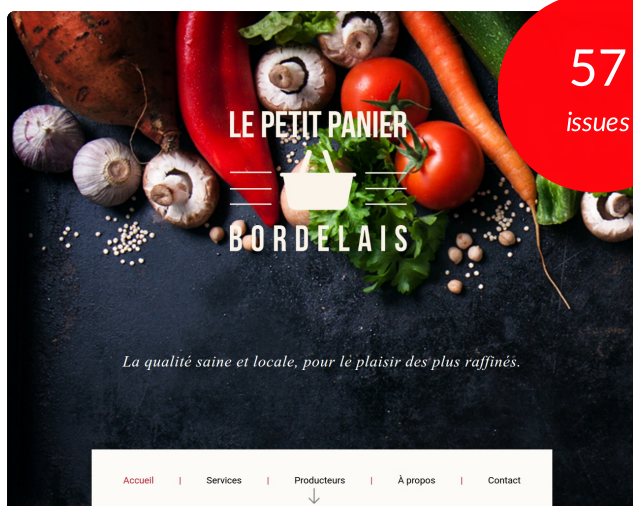 57
issues
LE PETIT PANIER
BORDELAIS
La qualité saine et locale, pour le plaisir des plus raffinés.
Accueil | Services | Producteurs | À propos | Contact